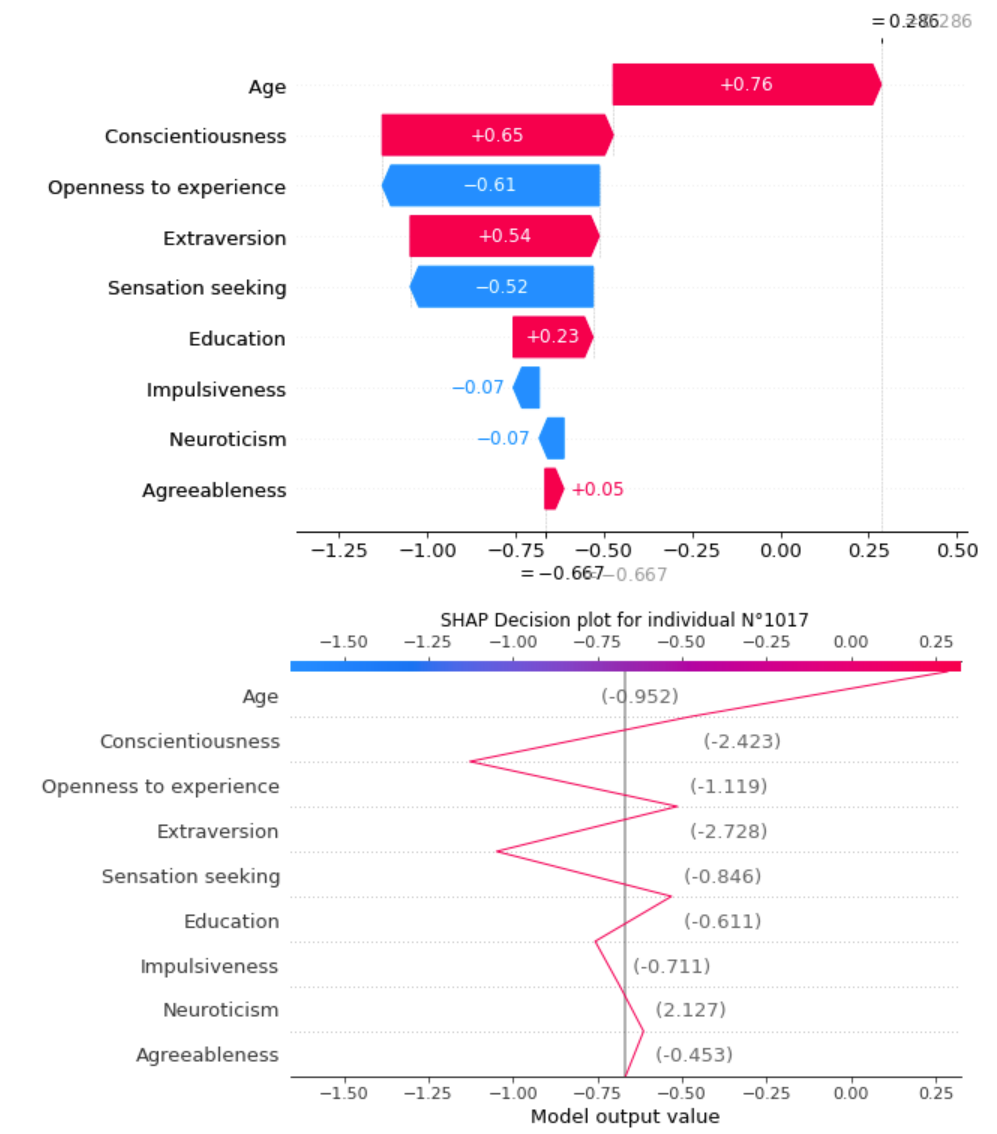 = 0.286
Age +0.76
Conscientiousness +0.65
Openness to experience −0.61
Extraversion +0.54
Sensation seeking −0.52
Education +0.23
Impulsiveness −0.07
Neuroticism −0.07
Agreeableness +0.05
−1.25 −1.00 −0.75 −0.50 −0.25 0.00 0.25 0.50
= −0.667 = −0.667
SHAP Decision plot for individual N°1017
−1.50 −1.25 −1.00 −0.75 −0.50 −0.25 0.00 0.25
Age (-0.952)
Conscientiousness (-2.423)
Openness to experience (-1.119)
Extraversion (-2.728)
Sensation seeking (-0.846)
Education (-0.611)
Impulsiveness (-0.711)
Neuroticism (2.127)
Agreeableness (-0.453)
−1.50 −1.25 −1.00 −0.75 −0.50 −0.25 0.00 0.25
Model output value